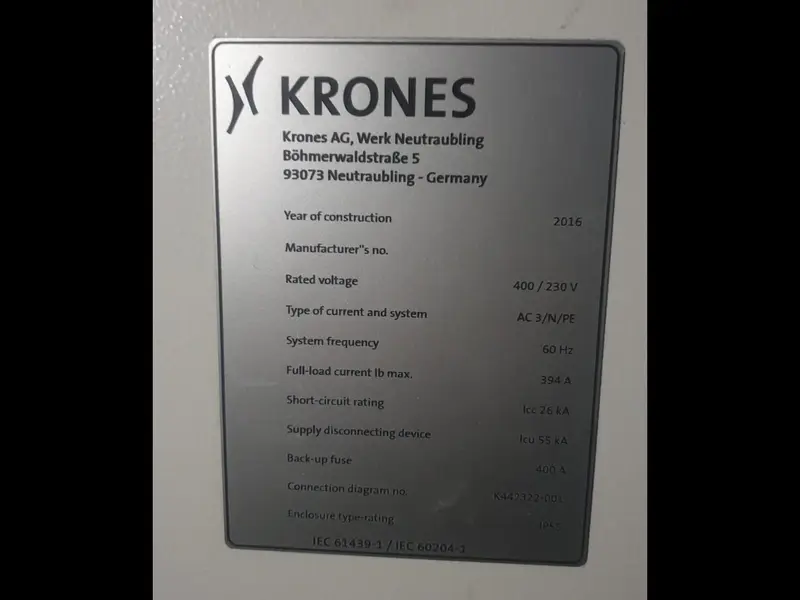 KRONES
Krones AG, Werk Neutraubling
Böhmerwaldstraße 5
93073 Neutraubling - Germany
Year of construction 2016
Manufacturer"s no.
Rated voltage 400 / 230 V
Type of current and system AC 3/N/PE
System frequency 60 Hz
Full-load current Ib max. 394 A
Short-circuit rating Icc 26 kA
Supply disconnecting device Icu 55 kA
Back-up fuse 400 A
Connection diagram no.
Enclosure type-rating
IEC 61439-1 / IEC 60204-1